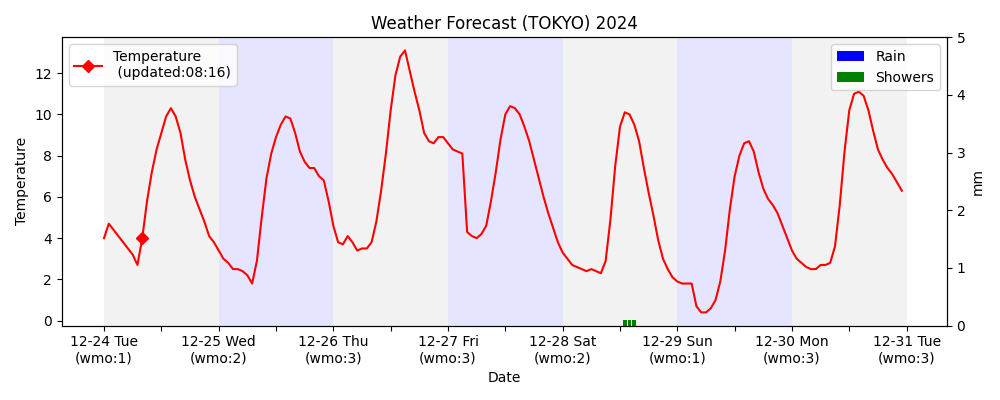 Weather Forecast (TOKYO) 2024
Temperature
(updated:08:16)
Rain
Showers
Temperature
12
10
8
6
4
2
0
5
4
3
2
1
0
mm
12-24 Tue
(wmo:1)
12-25 Wed
(wmo:2)
12-26 Thu
(wmo:3)
12-27 Fri
(wmo:3)
12-28 Sat
(wmo:2)
12-29 Sun
(wmo:1)
12-30 Mon
(wmo:3)
12-31 Tue
(wmo:3)
Date